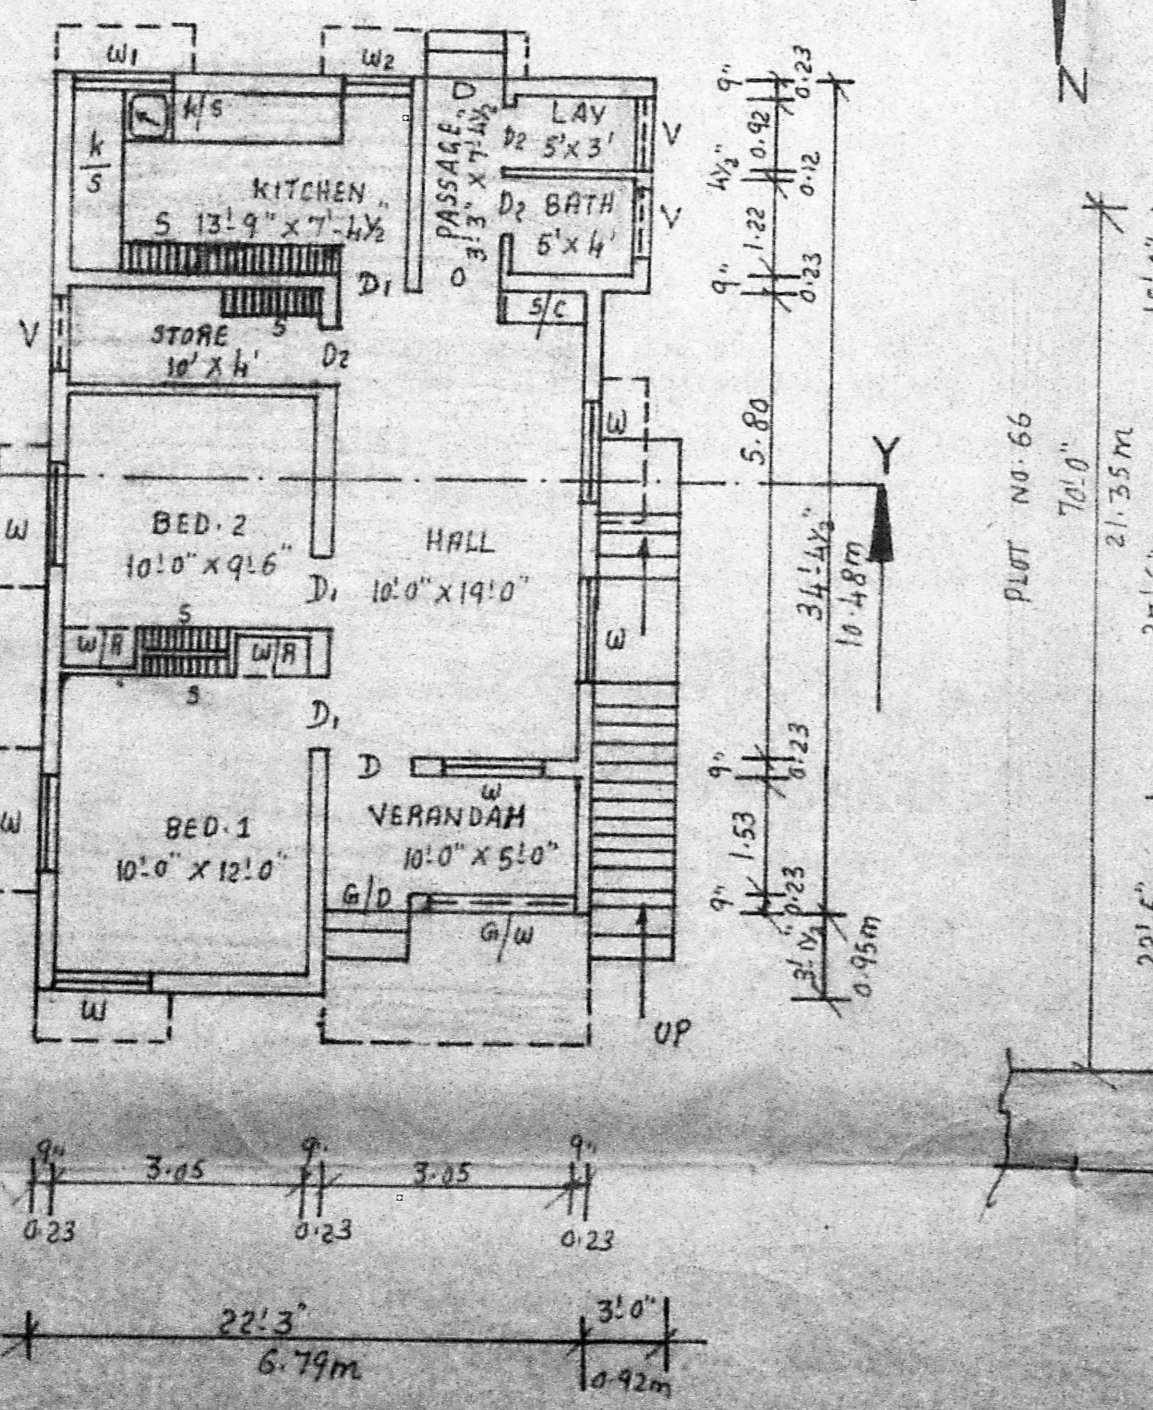 W1
W2
K/S
K/S
KITCHEN
S 13'-9" X 7'-4½"
D1
PASSAGE
3'-3" X 7'-4½"
D
O
LAY
5' X 3'
D2
V
BATH
5' X 4'
D2
V
S/C
STORE
10' X 4'
S
D2
V
W
BED.2
10'-0" X 9'-6"
D1
W
HALL
10'-0" X 19'-0"
W
W/R
S
S
W/R
D1
D
W
VERANDAH
10'-0" X 5'-0"
BED.1
10'-0" X 12'-0"
W
G/D
G/W
W
UP
9"
0.23
0.92
4½"
0.12
1.22
9"
0.23
5.80
34'-4½"
10.48m
9"
0.23
1.53
9"
0.23
3'-1½"
0.95m
Y
N
PLOT NO.66
70'-0"
21.35m
9"
3.05
9"
3.05
9"
0.23
0.23
0.23
22'-3"
6.79m
3'-0"
0.92m